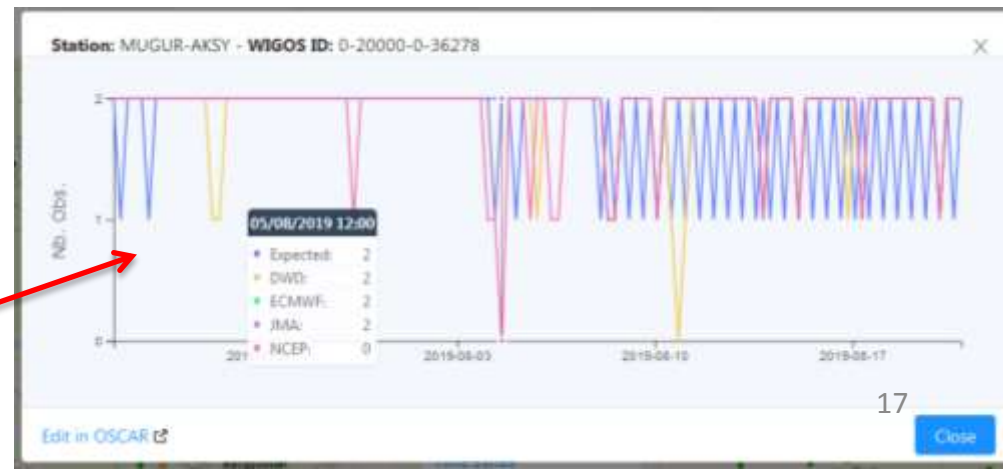 Station: MUGUR-AKSY - WIGOS ID: 0-20000-0-36278
Nb. Obs.
2
1
0
05/08/2019 12:00
Expected: 2
DWD: 2
ECMWF: 2
JMA: 2
NCEP: 0
2019-08-03
2019-08-10
2019-08-17
17
Edit in OSCAR
Close